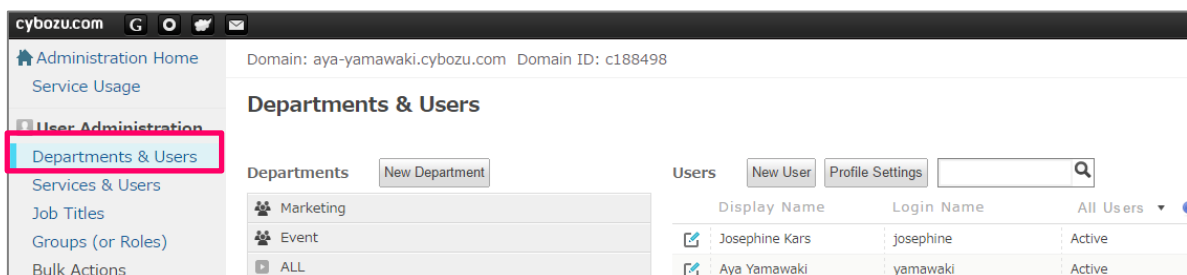 cybozu.com G
Administration Home
Service Usage
User Administration
Departments & Users
Services & Users
Job Titles
Groups (or Roles)
Bulk Actions
Domain: aya-yamawaki.cybozu.com Domain ID: c188498
Departments & Users
Departments New Department
Marketing
Event
ALL
Users New User Profile Settings
Display Name Login Name All Users
Josephine Kars josephine Active
Aya Yamawaki yamawaki Active